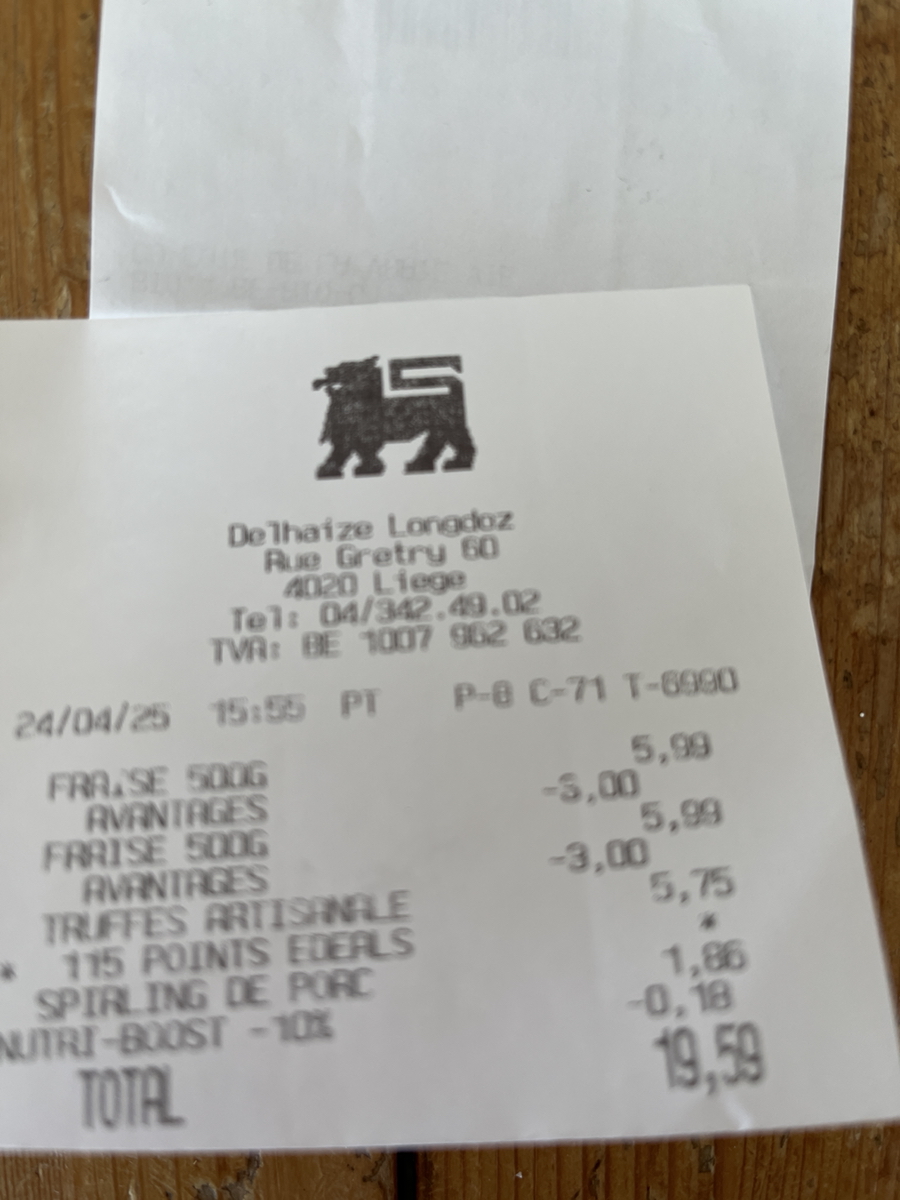 Delhaize Longdoz
Rue Gretry 60
4020 Liege
Tel: 04/342.49.02
TVA: BE 1007 962 632
24/04/25 15:55 PT P-8 C-71 T-6990
FRAISE 500G 5,99
AVANTAGES -3,00
FRAISE 500G 5,99
AVANTAGES -3,00
TRUFFES ARTISANALE 5,75
* 115 POINTS EDEALS *
SPIRLING DE PORC 1,86
NUTRI-BOOST -10% -0,18
TOTAL 19,59